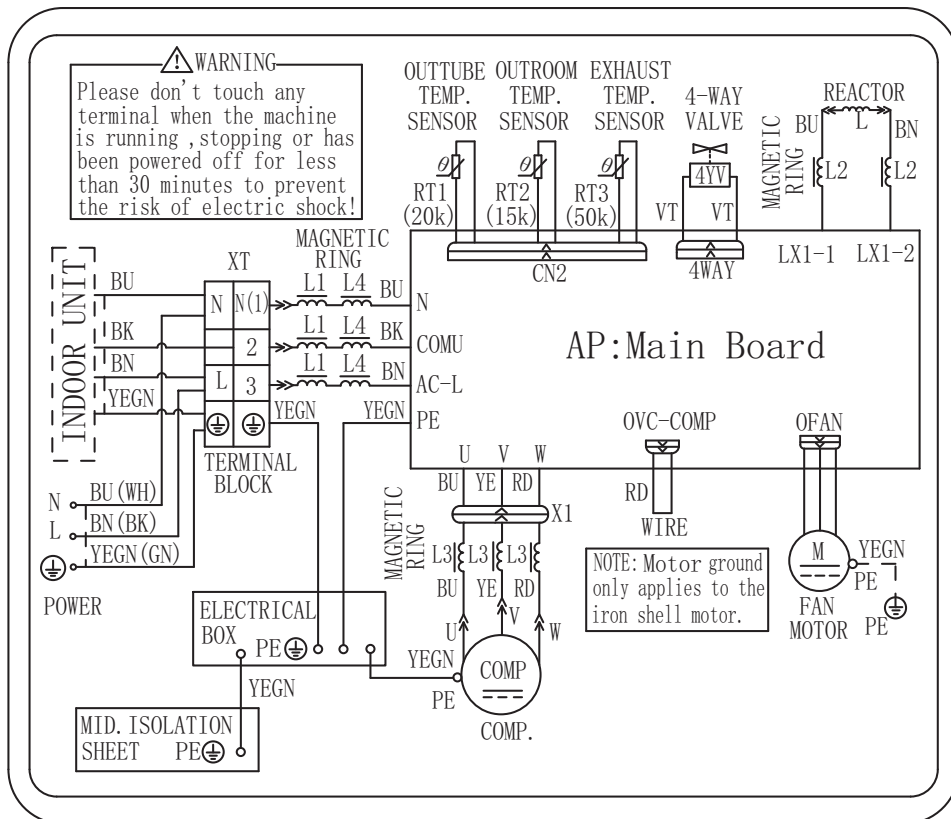 WARNING
Please don't touch any
terminal when the machine
is running ,stopping or has
been powered off for less
than 30 minutes to prevent
the risk of electric shock!
OUTTUBE OUTROOM EXHAUST
TEMP. TEMP. TEMP.
SENSOR SENSOR SENSOR
4-WAY
VALVE
REACTOR
L
BU
BN
MAGNETIC
RING
L2
L2
θ
θ
θ
RT1
(20k)
RT2
(15k)
RT3
(50k)
4YV
VT
VT
CN2
4WAY
LX1-1
LX1-2
INDOOR UNIT
BU
BK
BN
YEGN
XT
N
N(1)
2
L
3
TERMINAL
BLOCK
MAGNETIC
RING
L1
L4
BU
L1
L4
BK
L1
L4
BN
YEGN
YEGN
N
COMU
AC-L
PE
AP:Main Board
U
V
W
OVC-COMP
OFAN
N
BU(WH)
L
BN(BK)
YEGN(GN)
POWER
BU
YE
RD
X1
MAGNETIC
RING
L3
L3
L3
BU
YE
RD
U
V
W
RD
WIRE
NOTE: Motor ground
only applies to the
iron shell motor.
M
YEGN
PE
FAN
MOTOR
PE
ELECTRICAL
BOX
PE
YEGN
PE
COMP
COMP.
YEGN
MID. ISOLATION
SHEET
PE